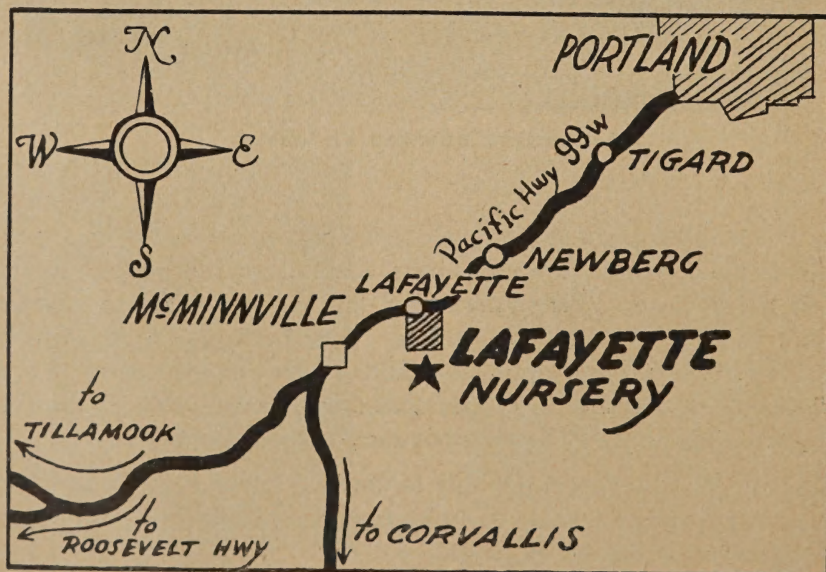 N
W E
S
PORTLAND
Pacific Hwy 99W
TIGARD
NEWBERG
LAFAYETTE
McMINNVILLE
LAFAYETTE
NURSERY
to
TILLAMOOK
to
ROOSEVELT HWY
to CORVALLIS